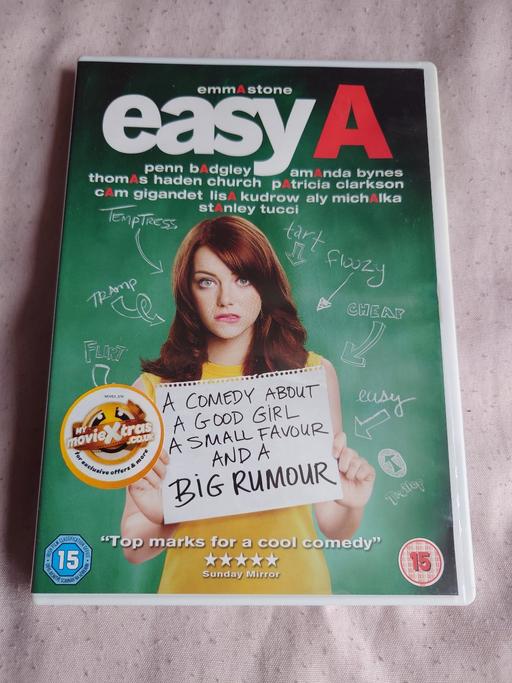 emmAstone
easy A
penn bAdgley amAnda bynes
thomAs haden church pAtricia clarkson
cAm gigandet lisA kudrow aly michAlka
stAnley tucci
TEMPTRESS
tart
floozy
TRAMP
CHEAP
FLIRT
easy
A COMEDY ABOUT
A GOOD GIRL
A SMALL FAVOUR
AND A
BIG RUMOUR
MY
movieXtras
.co.uk
for exclusive offers & more
"Top marks for a cool comedy"
★★★★★
Sunday Mirror
15
15